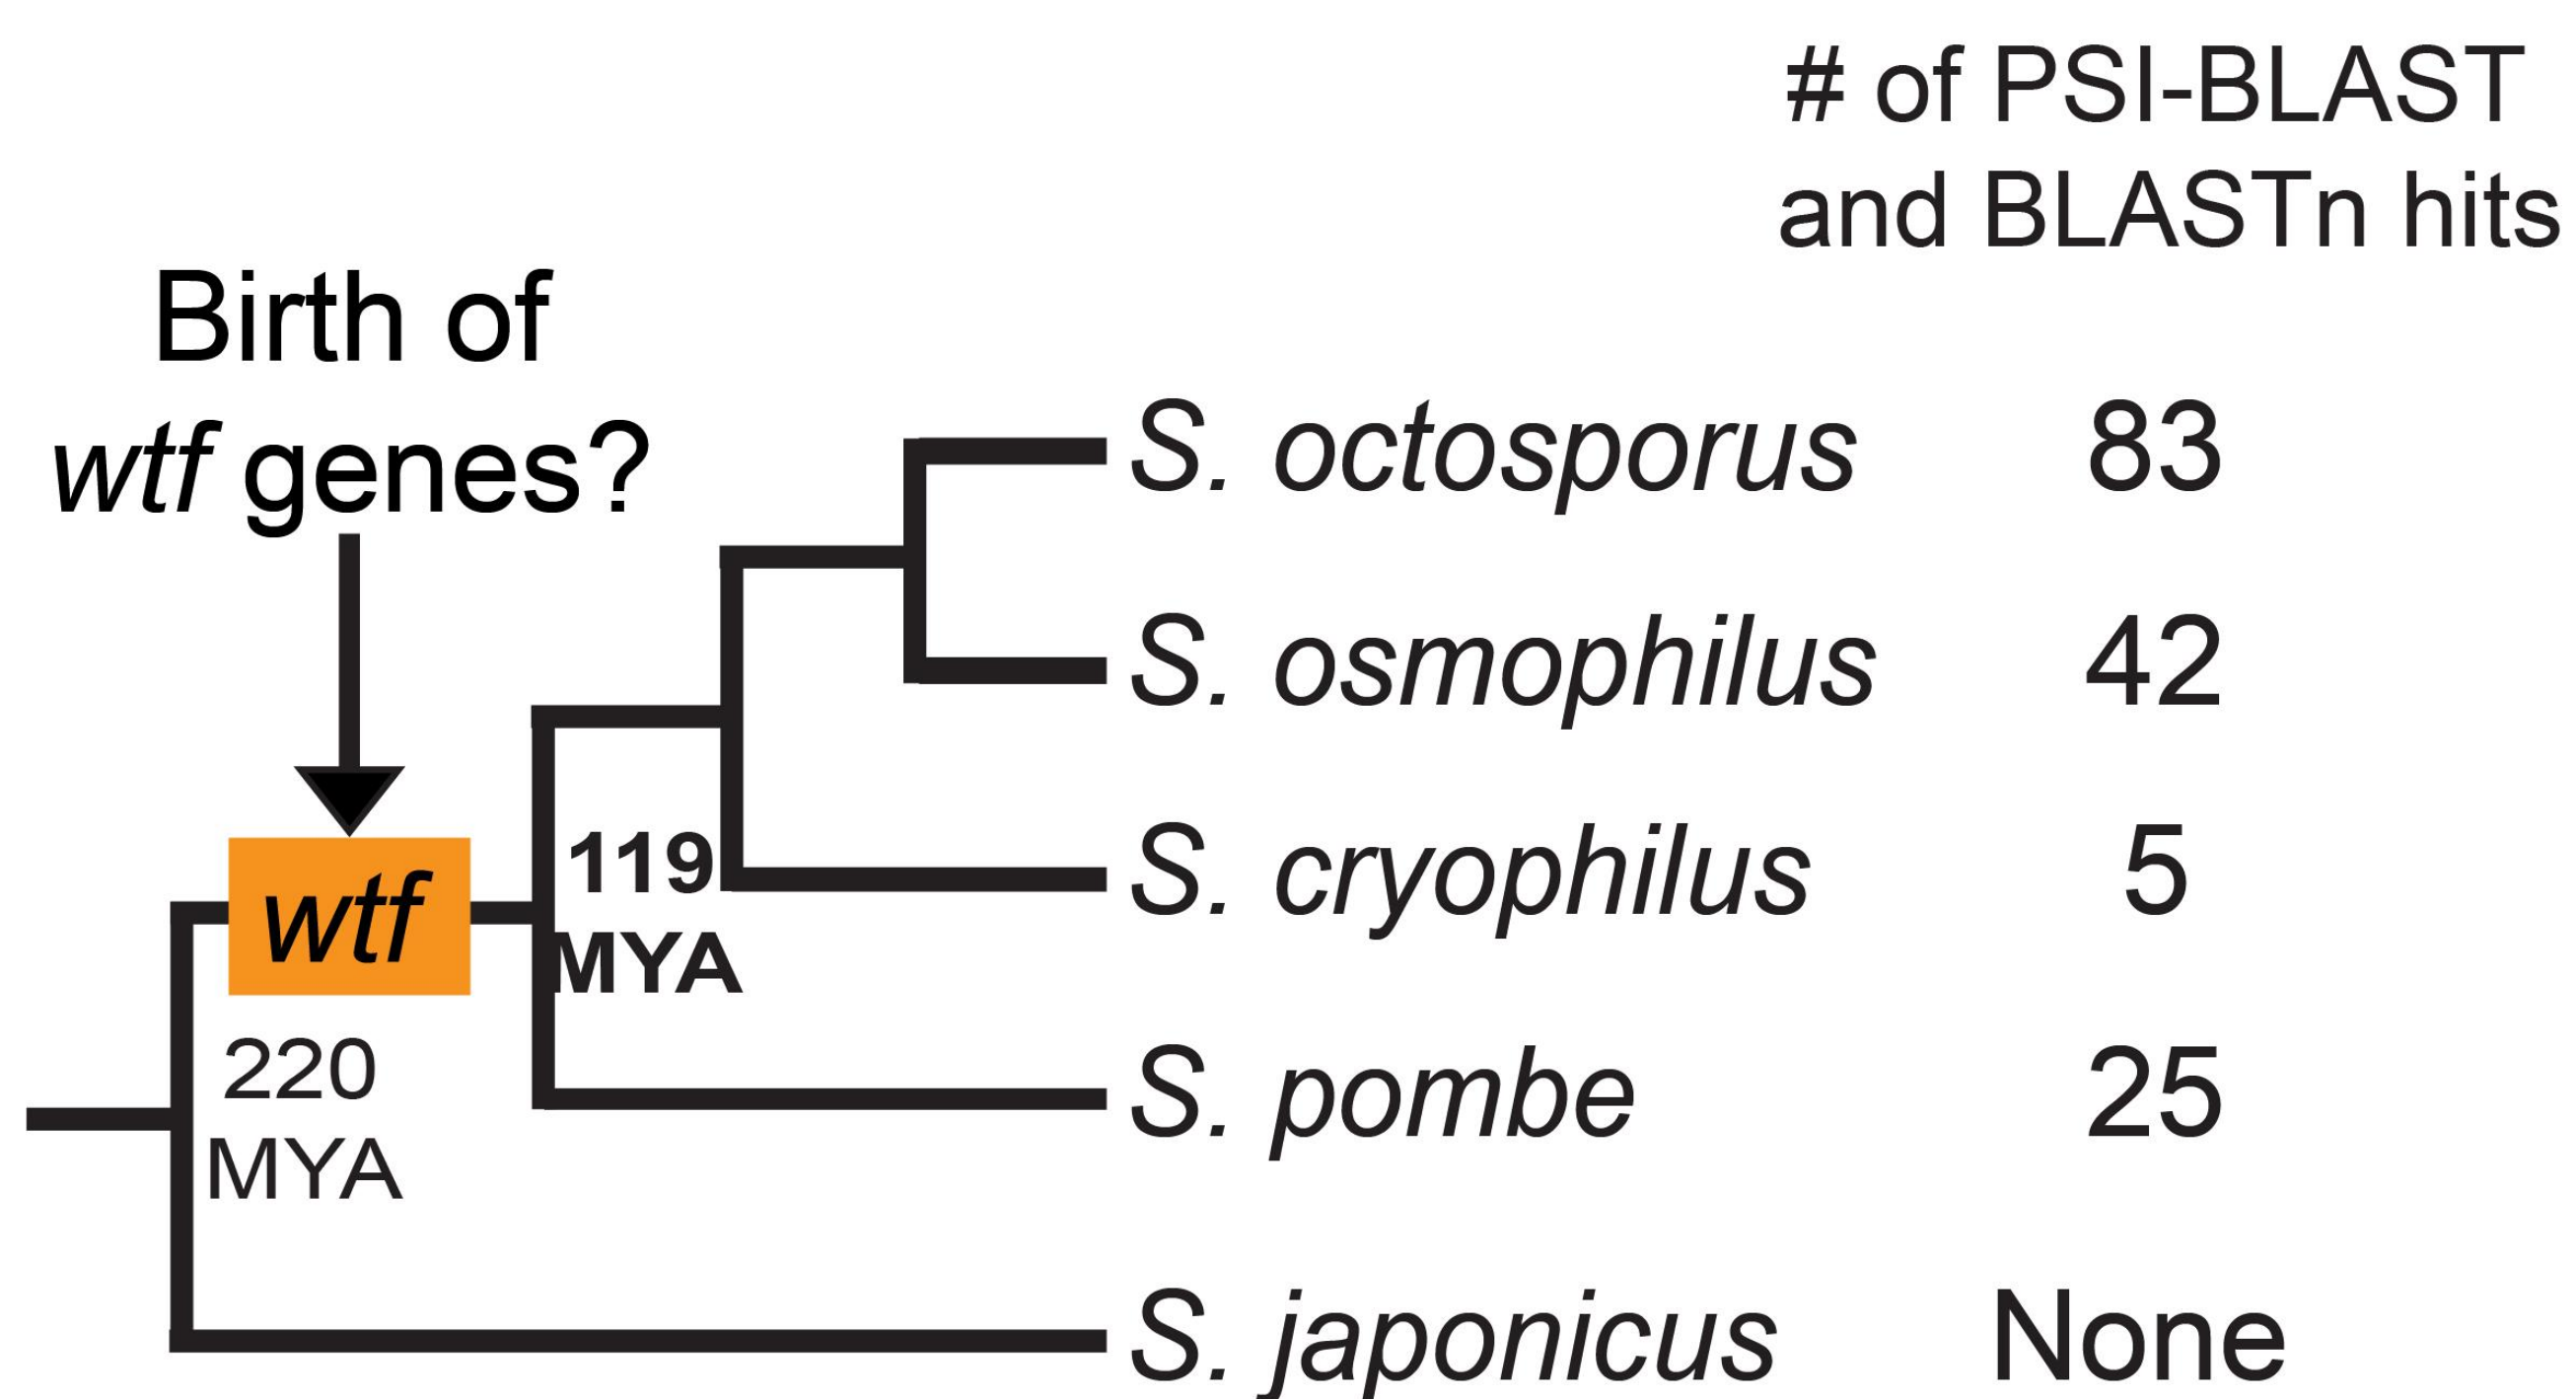 # of PSI-BLAST
and BLASTn hits
Birth of
wtf genes?
S. octosporus 83
S. osmophilus 42
119
MYA
S. cryophilus 5
wtf
220
MYA
S. pombe 25
S. japonicus None